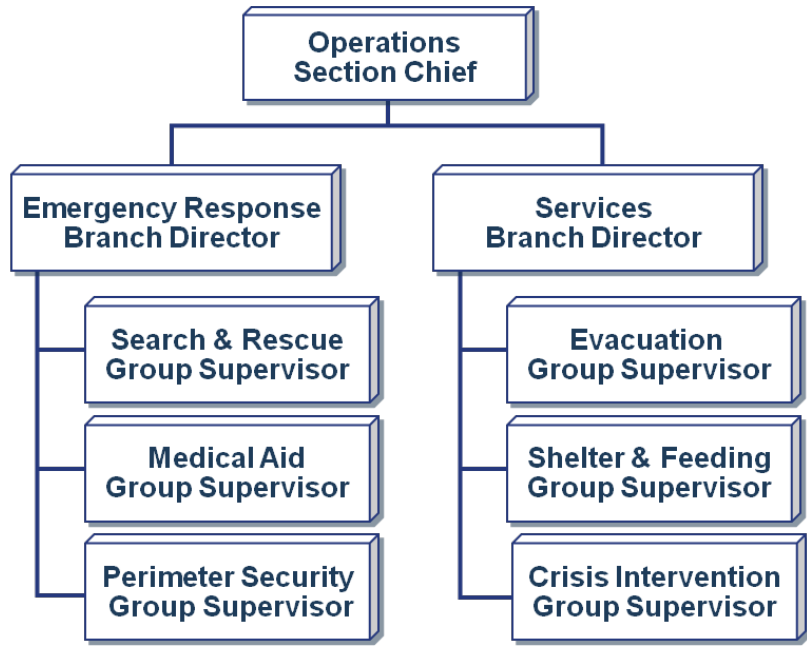 Operations
Section Chief
Emergency Response
Branch Director
Services
Branch Director
Search & Rescue
Group Supervisor
Medical Aid
Group Supervisor
Perimeter Security
Group Supervisor
Evacuation
Group Supervisor
Shelter & Feeding
Group Supervisor
Crisis Intervention
Group Supervisor